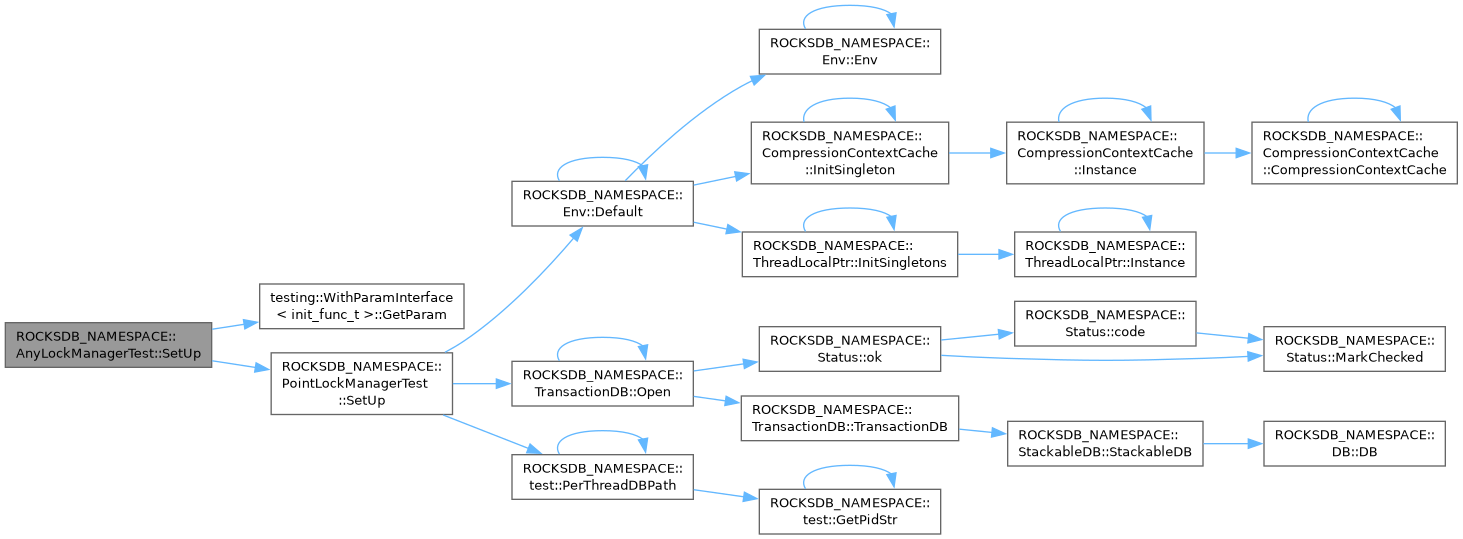 ROCKSDB_NAMESPACE::
AnyLockManagerTest::SetUp
testing::WithParamInterface
< init_func_t >::GetParam
ROCKSDB_NAMESPACE::
PointLockManagerTest
::SetUp
ROCKSDB_NAMESPACE::
Env::Default
ROCKSDB_NAMESPACE::
Env::Env
ROCKSDB_NAMESPACE::
CompressionContextCache
::InitSingleton
ROCKSDB_NAMESPACE::
CompressionContextCache
::Instance
ROCKSDB_NAMESPACE::
CompressionContextCache
::CompressionContextCache
ROCKSDB_NAMESPACE::
ThreadLocalPtr::InitSingletons
ROCKSDB_NAMESPACE::
ThreadLocalPtr::Instance
ROCKSDB_NAMESPACE::
TransactionDB::Open
ROCKSDB_NAMESPACE::
Status::ok
ROCKSDB_NAMESPACE::
Status::code
ROCKSDB_NAMESPACE::
Status::MarkChecked
ROCKSDB_NAMESPACE::
TransactionDB::TransactionDB
ROCKSDB_NAMESPACE::
StackableDB::StackableDB
ROCKSDB_NAMESPACE::
DB::DB
ROCKSDB_NAMESPACE::
test::PerThreadDBPath
ROCKSDB_NAMESPACE::
test::GetPidStr